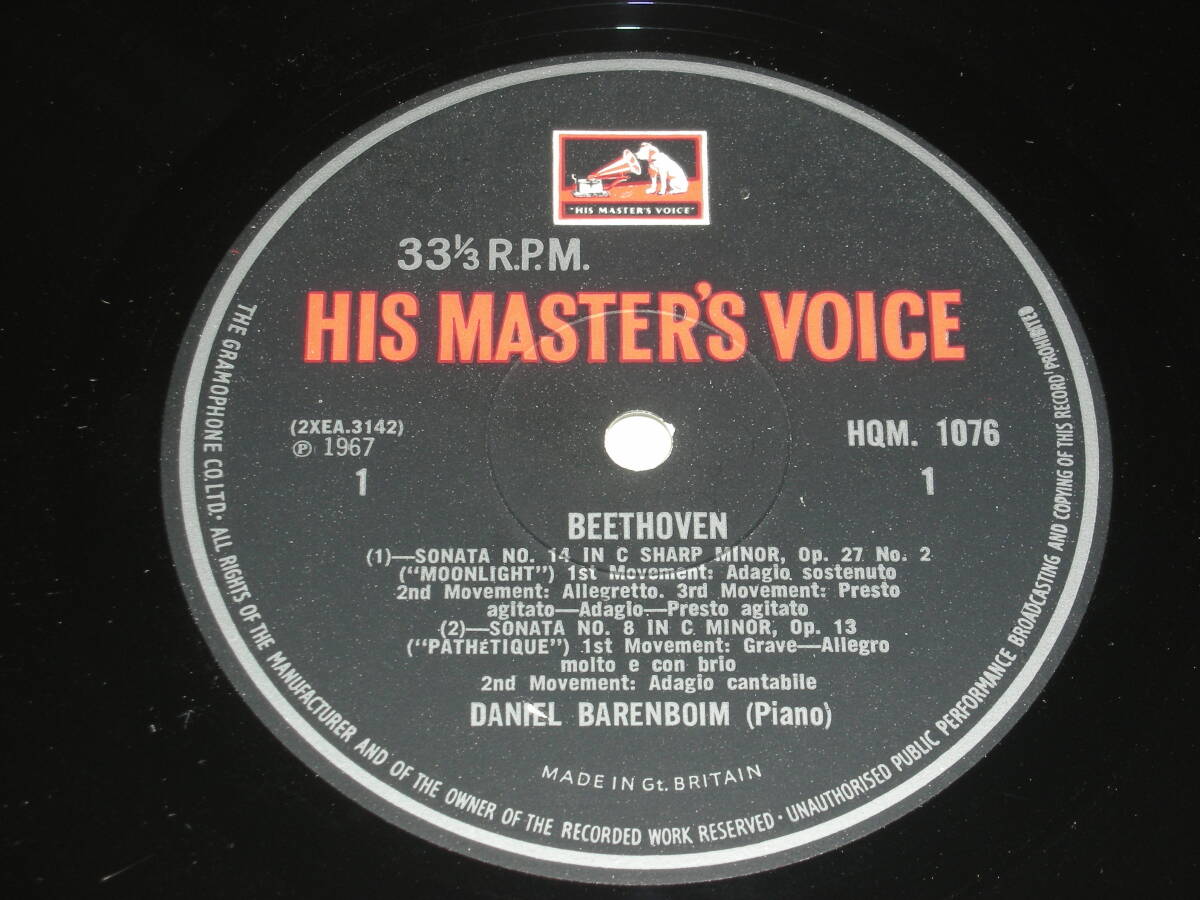 "HIS MASTER'S VOICE"
33⅓ R.P.M.
HIS MASTER'S VOICE
(2XEA.3142)
℗ 1967
HQM. 1076
1
1
BEETHOVEN
(1)—SONATA NO. 14 IN C SHARP MINOR, Op. 27 No. 2
("MOONLIGHT") 1st Movement: Adagio sostenuto
2nd Movement: Allegretto. 3rd Movement: Presto
agitato—Adagio—Presto agitato
(2)—SONATA NO. 8 IN C MINOR, Op. 13
("PATHéTIQUE") 1st Movement: Grave—Allegro
molto e con brio
2nd Movement: Adagio cantabile
DANIEL BARENBOIM (Piano)
MADE IN Gt. BRITAIN
THE GRAMOPHONE CO. LTD. • ALL RIGHTS OF THE MANUFACTURER AND OF THE OWNER OF THE RECORDED WORK RESERVED • UNAUTHORISED PUBLIC PERFORMANCE BROADCASTING AND COPYING OF THIS RECORD PROHIBITED